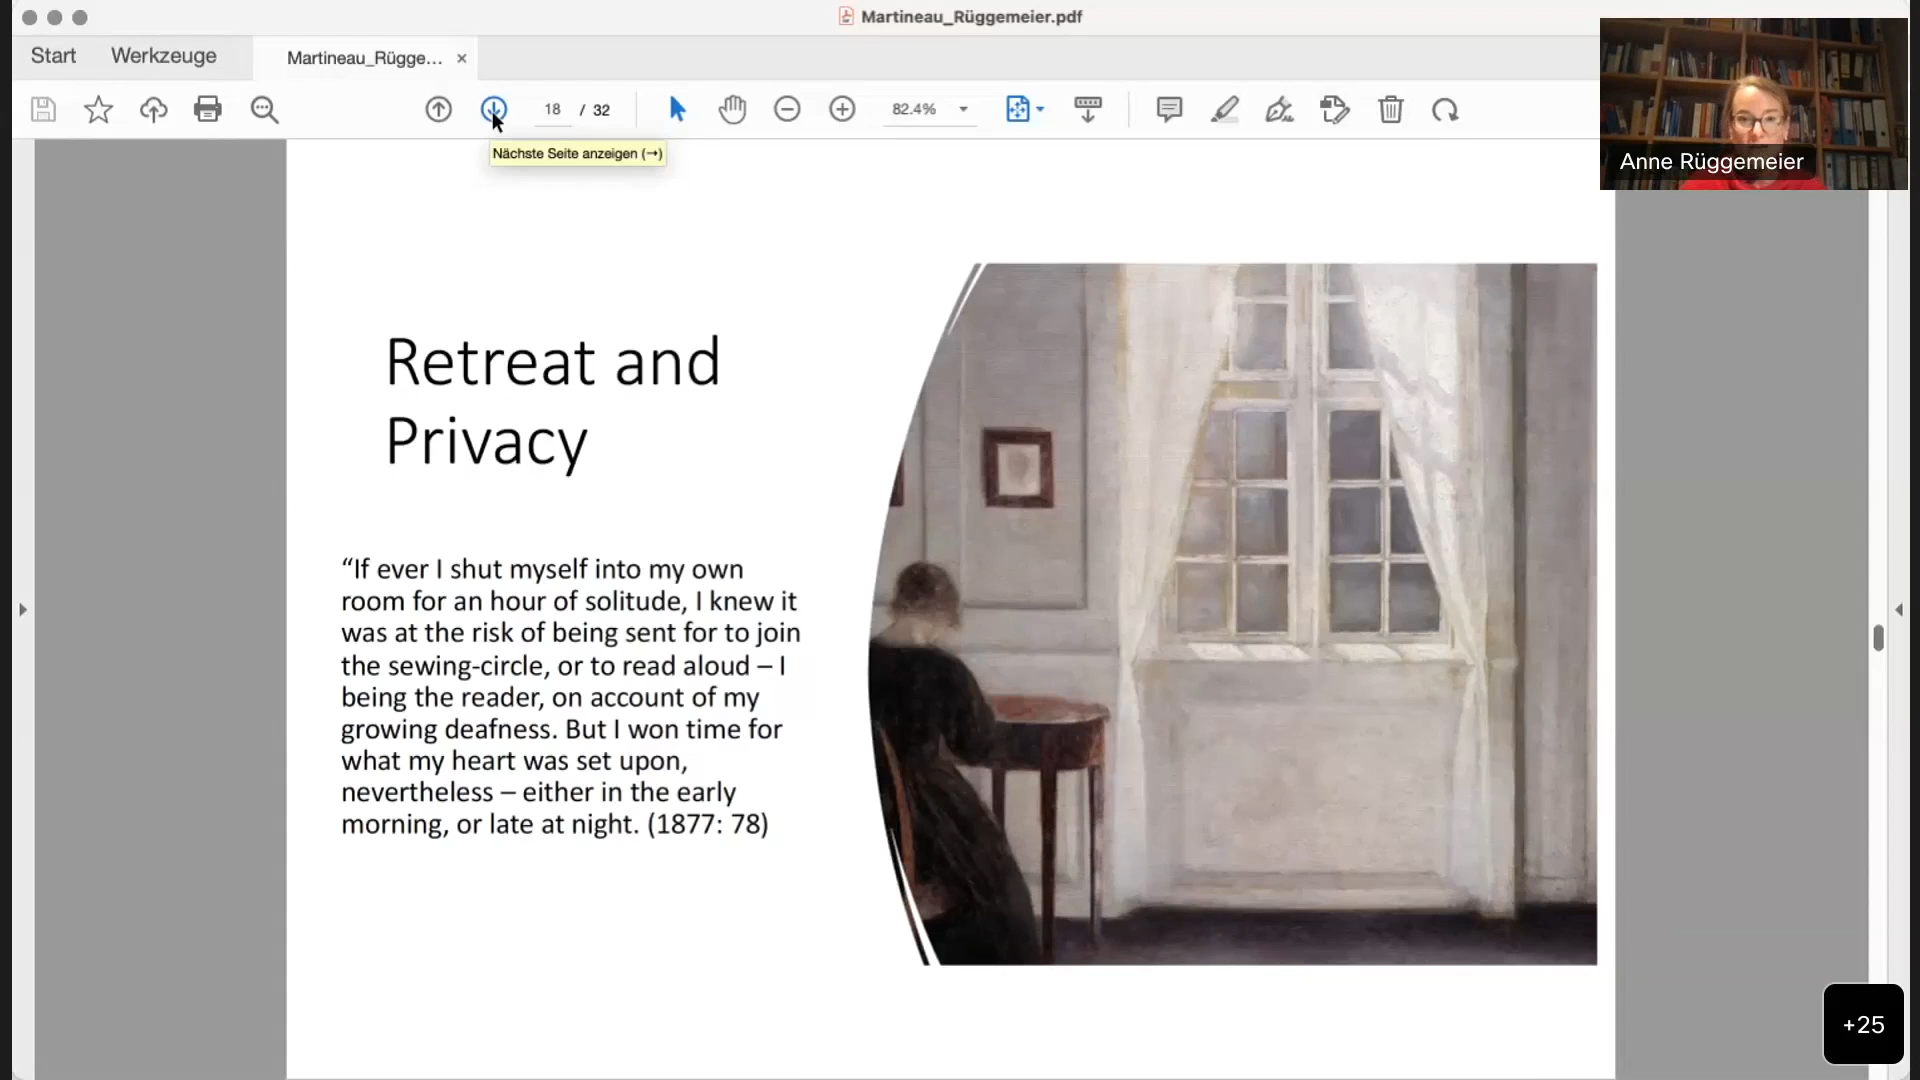 Martineau_Rüggemeier.pdf
Start
Werkzeuge
Martineau_Rügge...
18 / 32
82.4%
Nächste Seite anzeigen (→)
Anne Rüggemeier
Retreat and
Privacy
“If ever I shut myself into my own
room for an hour of solitude, I knew it
was at the risk of being sent for to join
the sewing-circle, or to read aloud – I
being the reader, on account of my
growing deafness. But I won time for
what my heart was set upon,
nevertheless – either in the early
morning, or late at night. (1877: 78)
+25